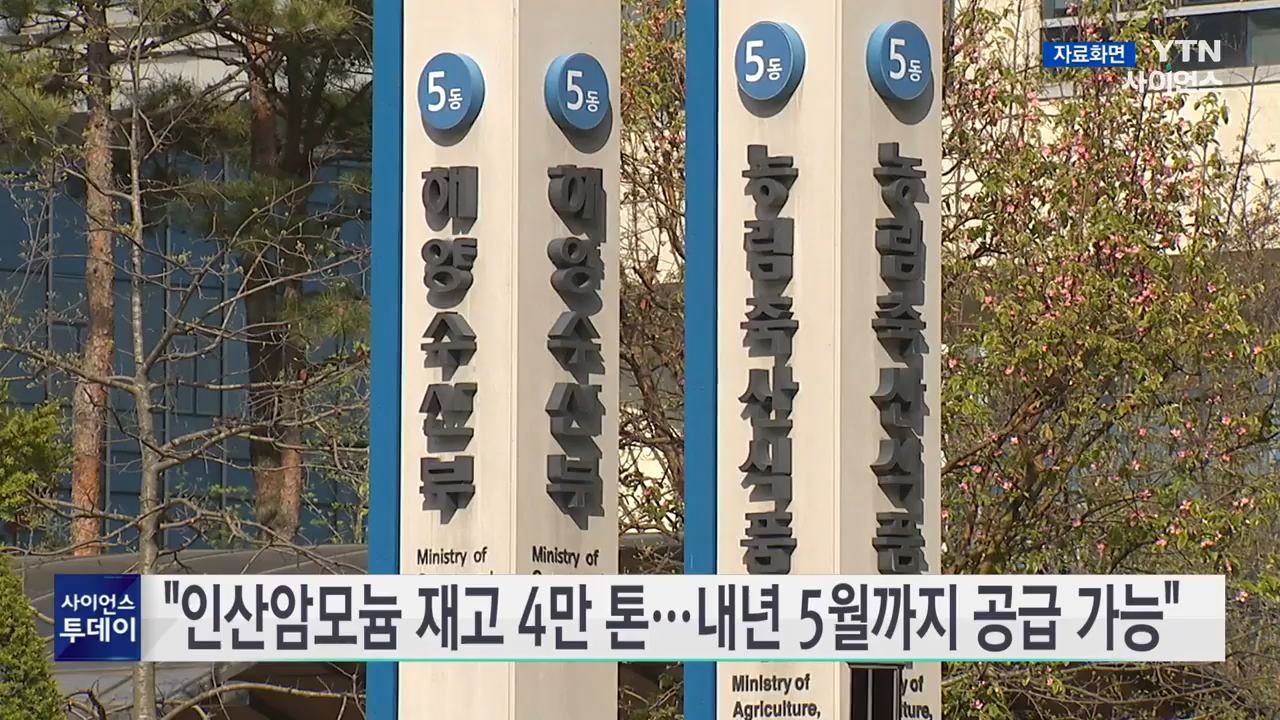 자료화면
YTN
사이언스
5동
해양수산부
Ministry of
5동
해양수산부
Ministry of
5동
농림축산식품
Ministry of
Agriculture,
5동
농림축산식품
사이언스
투데이
"인산암모늄 재고 4만 톤…내년 5월까지 공급 가능"